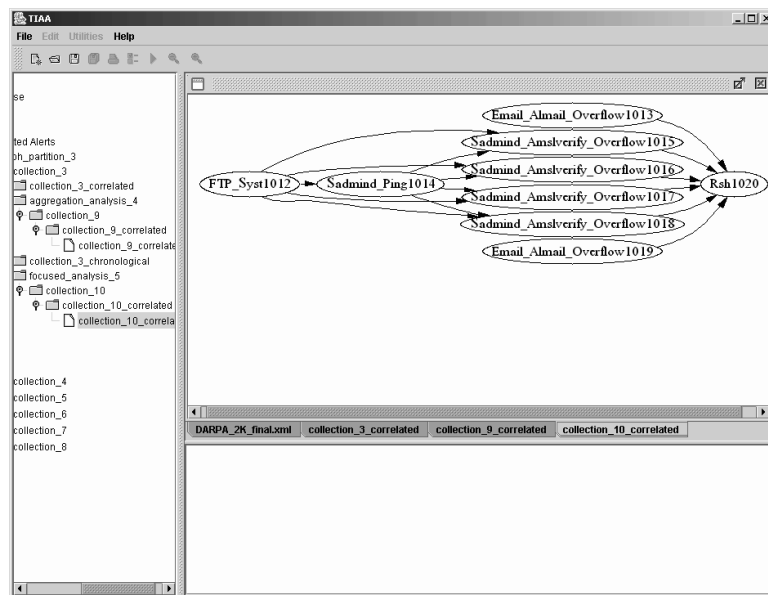 TIAA
File Edit Utilities Help
se
ted Alerts
ph_partition_3
collection_3
collection_3_correlated
aggregation_analysis_4
collection_9
collection_9_correlated
collection_9_correlate
collection_3_chronological
focused_analysis_5
collection_10
collection_10_correlated
collection_10_correla
collection_4
collection_5
collection_6
collection_7
collection_8
Email_Almail_Overflow1013
Sadmind_Amslverify_Overflow1015
Sadmind_Amslverify_Overflow1016
FTP_Syst1012 Sadmind_Ping1014 Rsh1020
Sadmind_Amslverify_Overflow1017
Sadmind_Amslverify_Overflow1018
Email_Almail_Overflow1019
DARPA_2K_final.xml collection_3_correlated collection_9_correlated collection_10_correlated